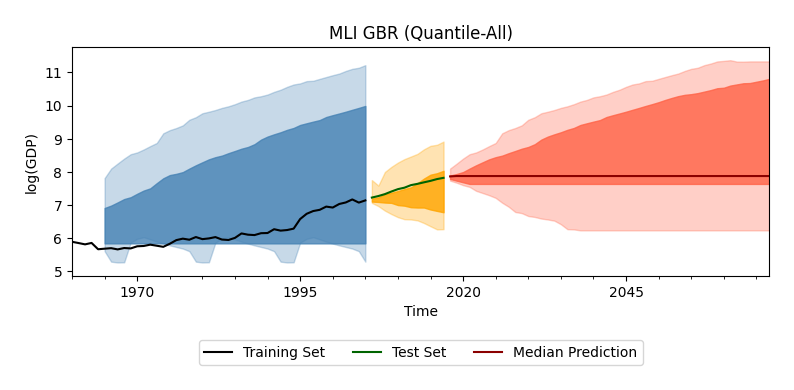 MLI GBR (Quantile-All)
11
10
9
8
7
6
5
log(GDP)
1970 1995 2020 2045
Time
Training Set Test Set Median Prediction